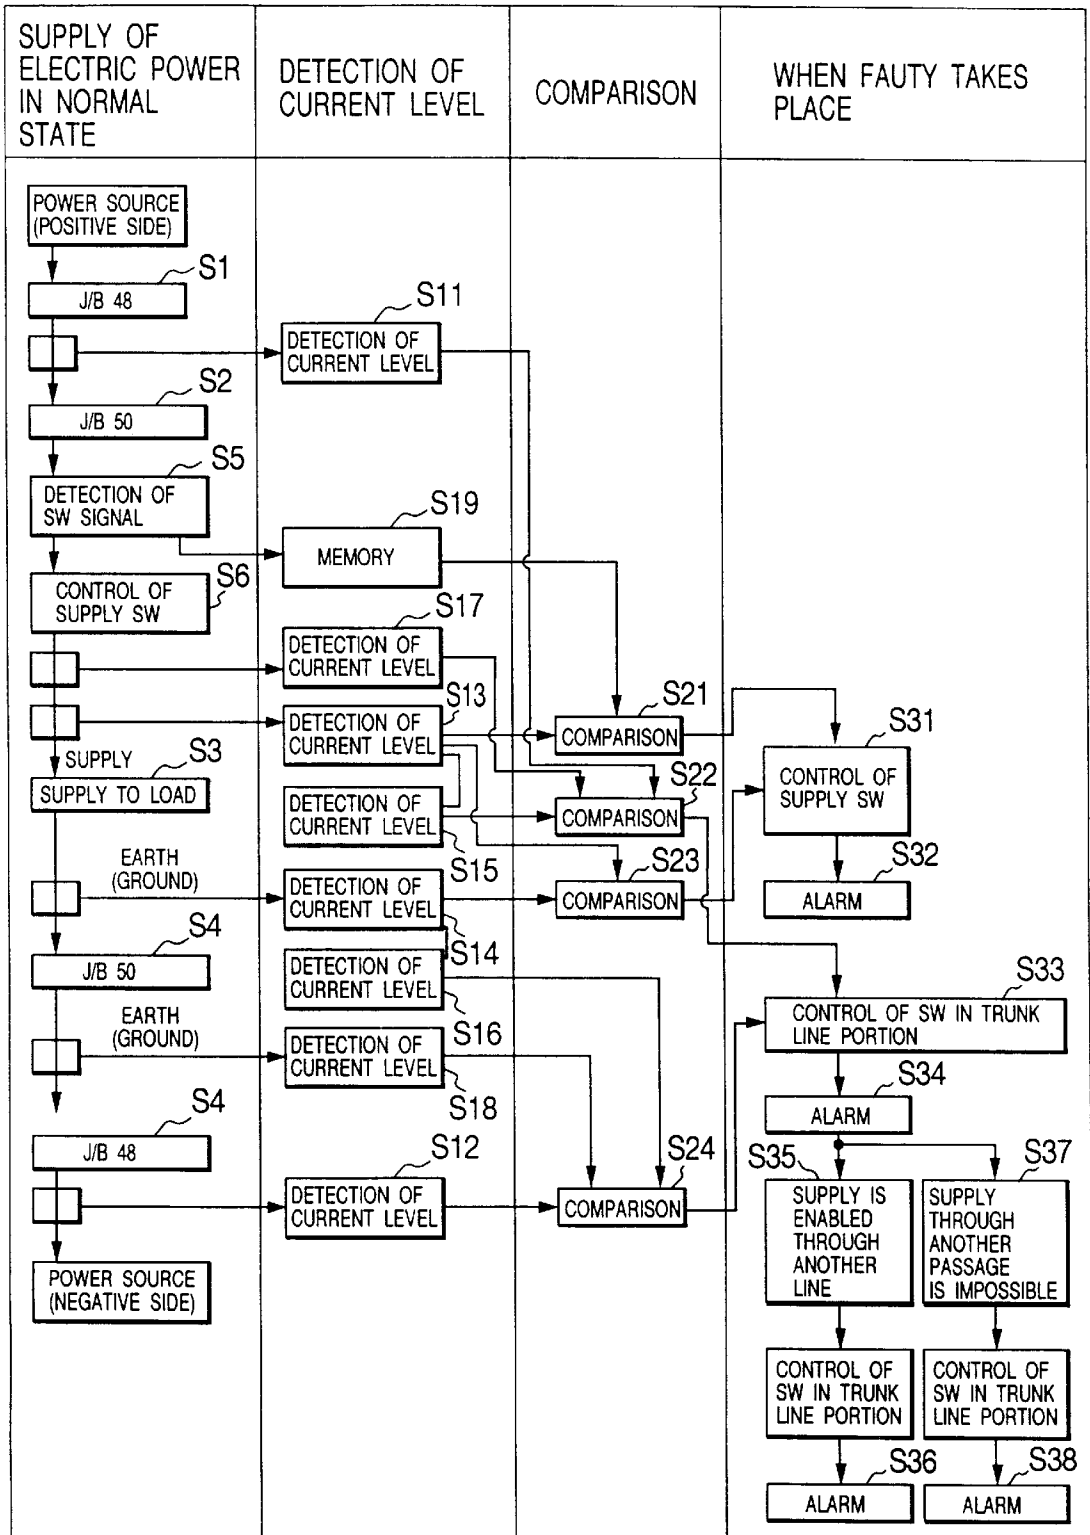 SUPPLY OF
ELECTRIC POWER
IN NORMAL
STATE
DETECTION OF
CURRENT LEVEL
COMPARISON
WHEN FAUTY TAKES
PLACE
POWER SOURCE
(POSITIVE SIDE)
S1
J/B 48
S11
DETECTION OF
CURRENT LEVEL
S2
J/B 50
S5
DETECTION OF
SW SIGNAL
S19
MEMORY
S6
CONTROL OF
SUPPLY SW
S17
DETECTION OF
CURRENT LEVEL
S13
DETECTION OF
CURRENT LEVEL
S21
COMPARISON
S31
CONTROL OF
SUPPLY SW
SUPPLY
S3
SUPPLY TO LOAD
DETECTION OF
CURRENT LEVEL
S15
S22
COMPARISON
S23
COMPARISON
S32
ALARM
EARTH
(GROUND)
DETECTION OF
CURRENT LEVEL
S14
S4
J/B 50
DETECTION OF
CURRENT LEVEL
S16
S33
CONTROL OF SW IN TRUNK
LINE PORTION
EARTH
(GROUND)
DETECTION OF
CURRENT LEVEL
S18
S34
ALARM
S4
J/B 48
S12
DETECTION OF
CURRENT LEVEL
S24
COMPARISON
S35
SUPPLY IS
ENABLED
THROUGH
ANOTHER
LINE
S37
SUPPLY
THROUGH
ANOTHER
PASSAGE
IS IMPOSSIBLE
POWER SOURCE
(NEGATIVE SIDE)
CONTROL OF
SW IN TRUNK
LINE PORTION
CONTROL OF
SW IN TRUNK
LINE PORTION
S36
ALARM
S38
ALARM